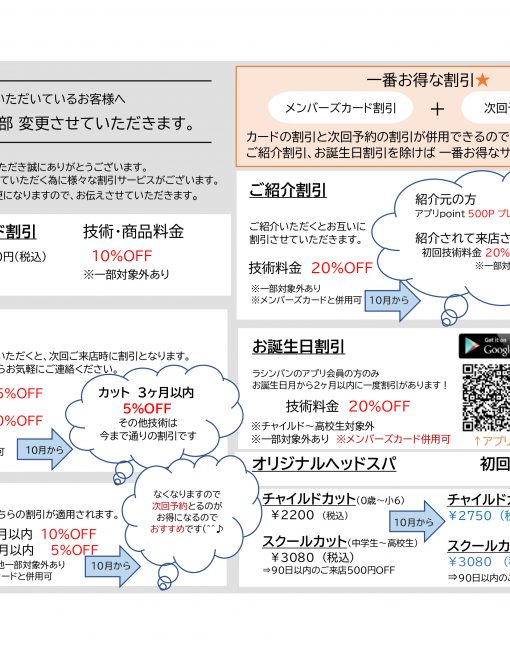 いただいているお客様へ
部 変更させていただきます。
ただき誠にありがとうございます。
ていただく為に様々な割引サービスがございます。
更になりますので、お伝えさせていただきます。
ド割引
技術・商品料金
0円(税込)
10%OFF
※一部対象外あり
いただくと、次回ご来店時に割引となります。
らお気軽にご連絡ください。
5%OFF
0%OFF
可
10月から
カット 3ヶ月以内
5%OFF
その他技術は
今まで通りの割引です
ちらの割引が適用されます。
月以内 10%OFF
月以内 5%OFF
他一部対象外あり
カードと併用可
10月から
なくなりますので
次回予約とるのが
お得になるので
おすすめです(^^♪
一番お得な割引★
メンバーズカード割引
+
次回予
カードの割引と次回予約の割引が併用できるので
ご紹介割引、お誕生日割引を除けば 一番お得なサ
ご紹介割引
ご紹介いただくとお互いに
割引させていただきます。
技術料金 20%OFF
※一部対象外あり
※メンバーズカードと併用可
10月から
紹介元の方
アプリpoint 500P プレ
紹介されて来店さ
初回技術料金 20%
※一部対
お誕生日割引
Get it on
Google
ラシンバンのアプリ会員の方のみ
お誕生日月から2ヶ月以内に一度割引があります!
技術料金 20%OFF
※チャイルド～高校生対象外
※一部対象外あり ※メンバーズカード併用可
↑アプリ
オリジナルヘッドスパ
初回
チャイルドカット(0歳～小6)
¥2200 (税込)
スクールカット(中学生～高校生)
¥3080 (税込)
⇒90日以内のご来店500円OFF
10月から
チャイルドカ
¥2750 (税
スクールカ
¥3080 (税
⇒90日以内のご